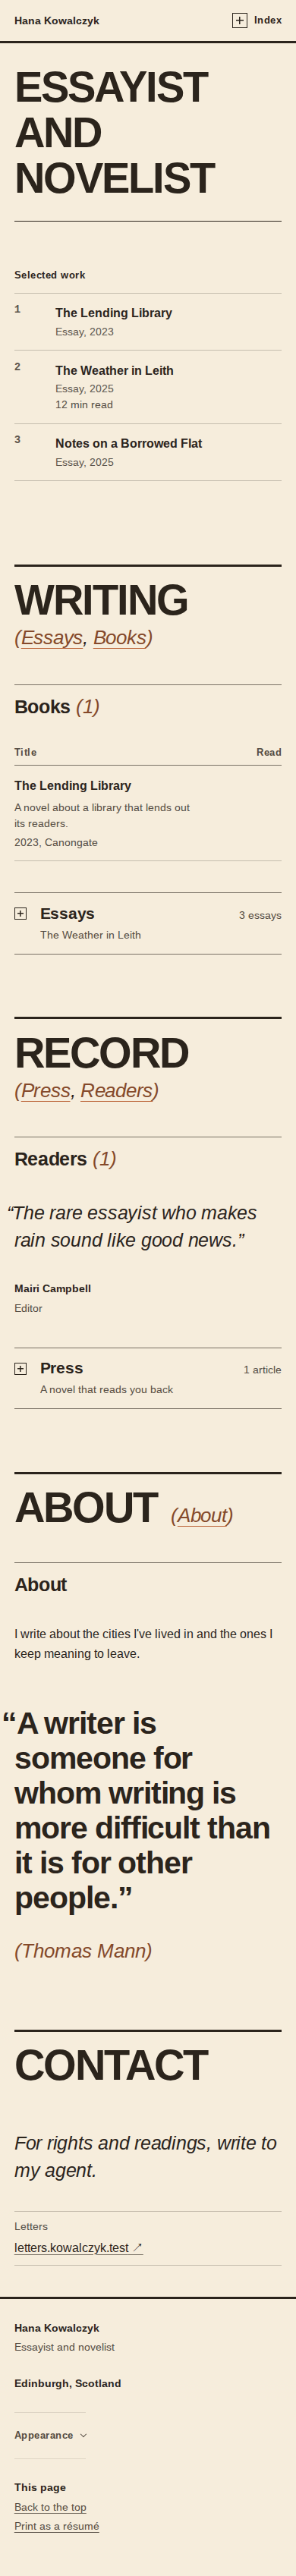 Hana Kowalczyk
Index
ESSAYIST
AND
NOVELIST
Selected work
1
The Lending Library
Essay, 2023
2
The Weather in Leith
Essay, 2025
12 min read
3
Notes on a Borrowed Flat
Essay, 2025
WRITING
(Essays, Books)
Books (1)
Title Read
The Lending Library
A novel about a library that lends out
its readers.
2023, Canongate
Essays 3 essays
The Weather in Leith
RECORD
(Press, Readers)
Readers (1)
“The rare essayist who makes
rain sound like good news.”
Mairi Campbell
Editor
Press 1 article
A novel that reads you back
ABOUT (About)
About
I write about the cities I've lived in and the ones I
keep meaning to leave.
“A writer is
someone for
whom writing is
more difficult than
it is for other
people.”
(Thomas Mann)
CONTACT
For rights and readings, write to
my agent.
Letters
letters.kowalczyk.test ↗
Hana Kowalczyk
Essayist and novelist
Edinburgh, Scotland
Appearance
This page
Back to the top
Print as a résumé